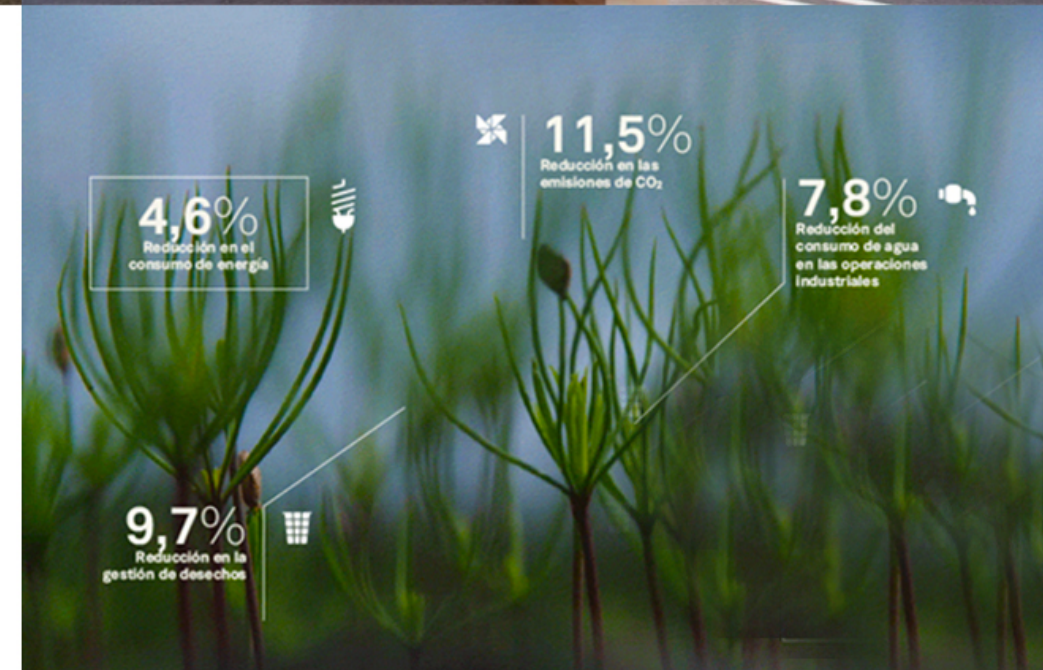 11,5%
Reducción en las
emisiones de CO₂
4,6%
Reducción en el
consumo de energía
7,8%
Reducción del
consumo de agua
en las operaciones
industriales
9,7%
Reducción en la
gestión de desechos